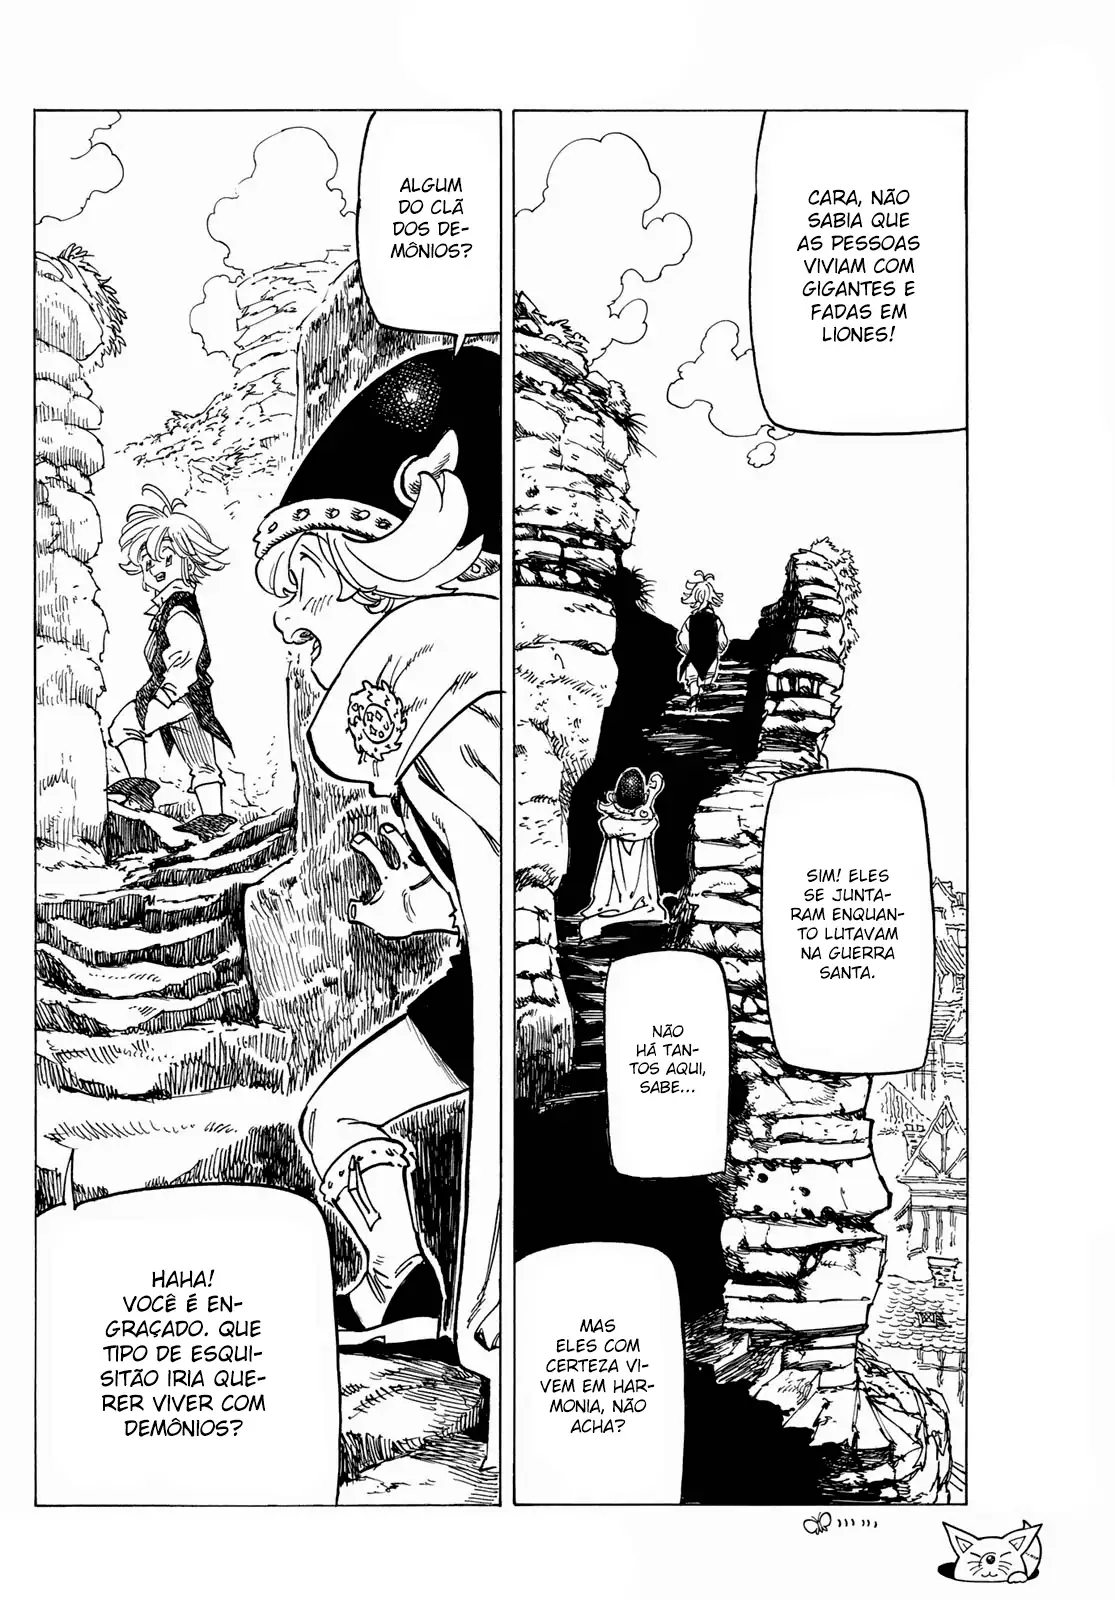 CARA, NÃO
SABIA QUE
AS PESSOAS
VIVIAM COM
GIGANTES E
FADAS EM
LIONES!
SIM! ELES
SE JUNTA-
RAM ENQUAN-
TO LUTAVAM
NA GUERRA
SANTA.
NÃO
HÁ TAN-
TOS AQUI,
SABE...
MAS
ELES COM
CERTEZA VI-
VEM EM HAR-
MONIA, NÃO
ACHA?
ALGUM
DO CLÃ
DOS DE-
MÔNIOS?
HAHA!
VOCÊ É EN-
GRAÇADO. QUE
TIPO DE ESQUI-
SITÃO IRIA QUE-
RER VIVER COM
DEMÔNIOS?